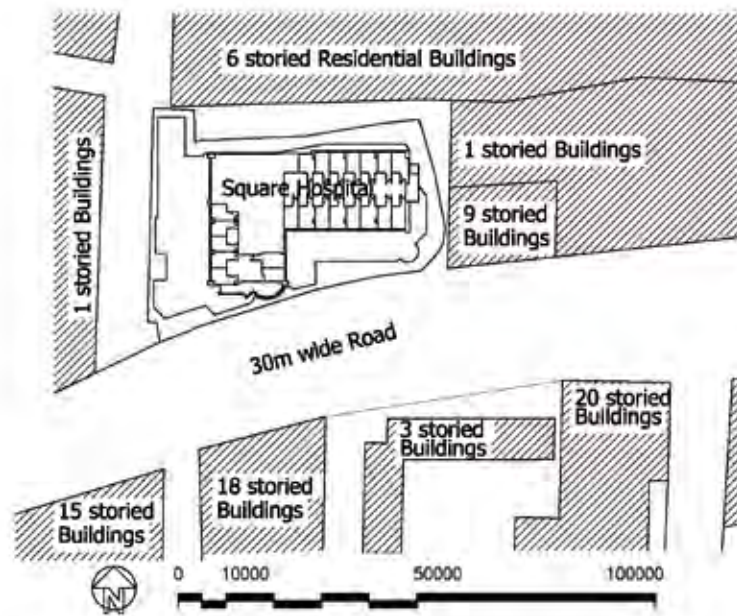 6 storied Residential Buildings
1 storied Buildings
1 storied Buildings
Square Hospital
9 storied
Buildings
30m wide Road
20 storied
Buildings
3 storied
Buildings
18 storied
Buildings
15 storied
Buildings
N
0 10000 50000 100000